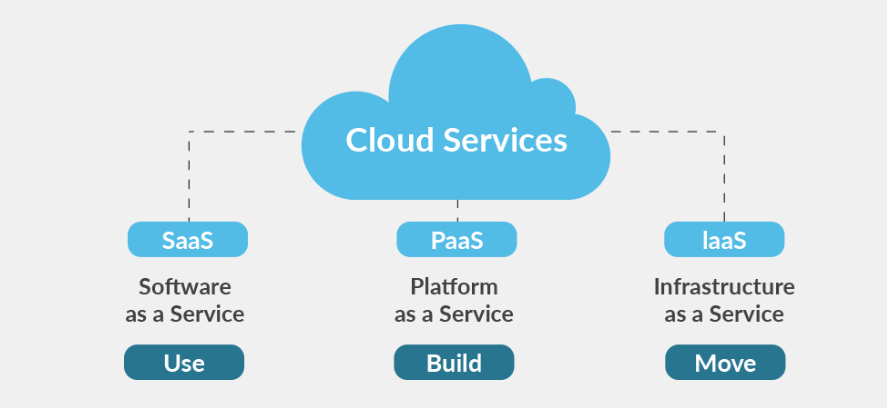 Cloud Services
SaaS
Software
as a Service
Use
PaaS
Platform
as a Service
Build
IaaS
Infrastructure
as a Service
Move